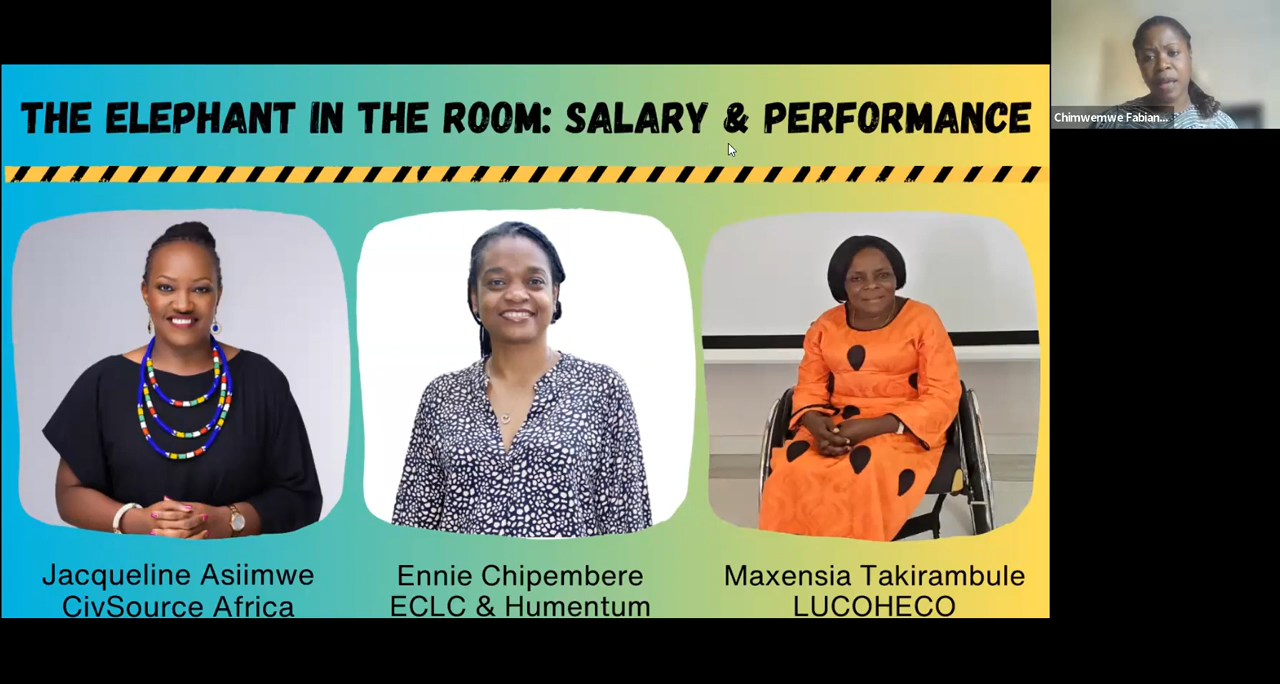 THE ELEPHANT IN THE ROOM: SALARY & PERFORMANCE
Chimwemwe Fabian...
Jacqueline Asiimwe
CivSource Africa
Ennie Chipembere
ECLC & Humentum
Maxensia Takirambule
LUCOHECO